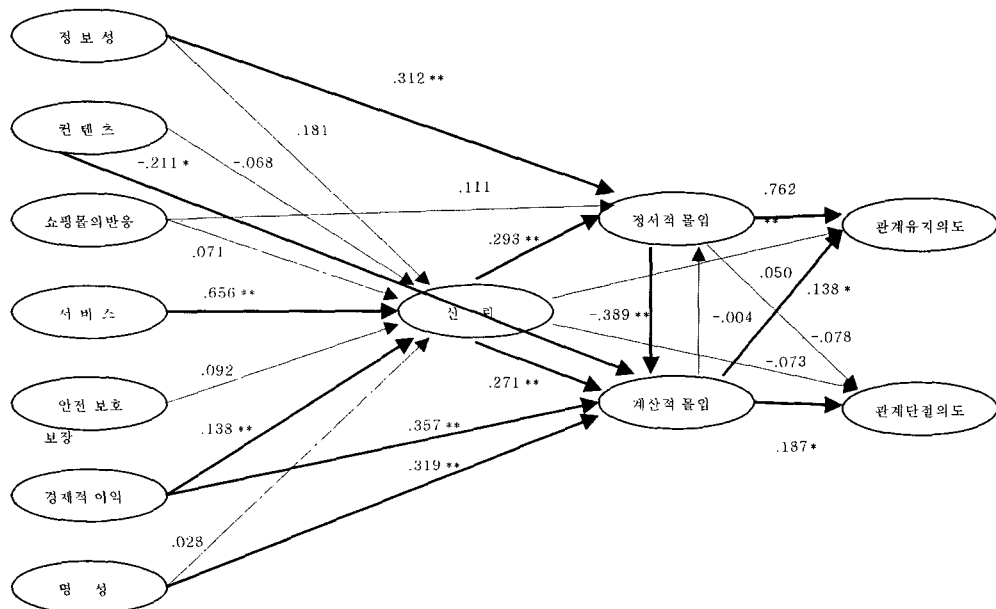 정 보 성
.312 **
컨 텐 츠
.181
-.211 *
-.068
.111
.762
**
쇼핑몰의반응
정서적 몰입
관계유지의도
.071
.293 **
.050
.656 **
.138 *
서 비 스
신 뢰
-.389 **
-.004
-.078
-.073
.092
.271 **
안전 보호
보장
계산적 몰입
관계단절의도
.138 **
.357 **
.187*
.319 **
경제적 이익
.028
명 성